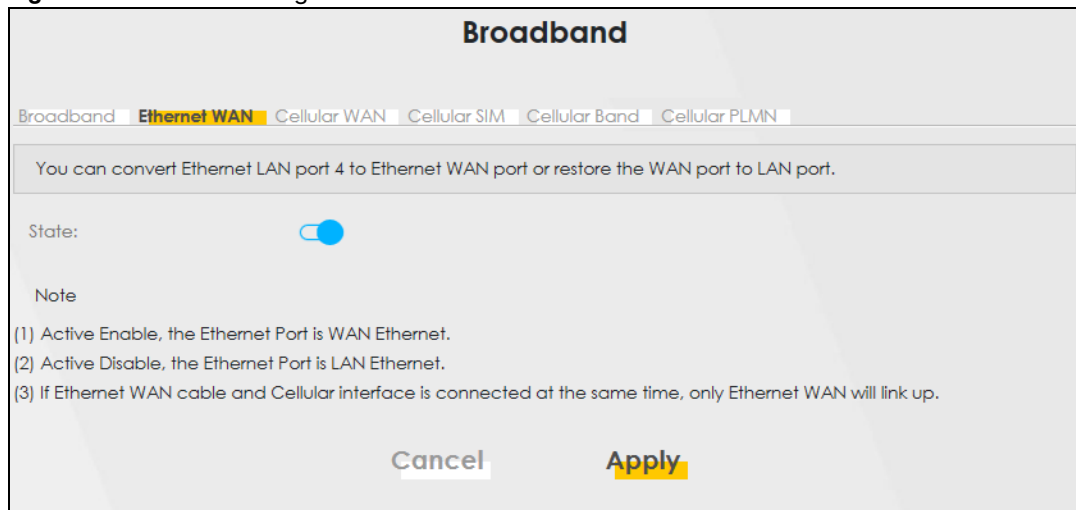 Broadband
Broadband Ethernet WAN Cellular WAN Cellular SIM Cellular Band Cellular PLMN
You can convert Ethernet LAN port 4 to Ethernet WAN port or restore the WAN port to LAN port.
State:
Note
(1) Active Enable, the Ethernet Port is WAN Ethernet.
(2) Active Disable, the Ethernet Port is LAN Ethernet.
(3) If Ethernet WAN cable and Cellular interface is connected at the same time, only Ethernet WAN will link up.
Cancel Apply